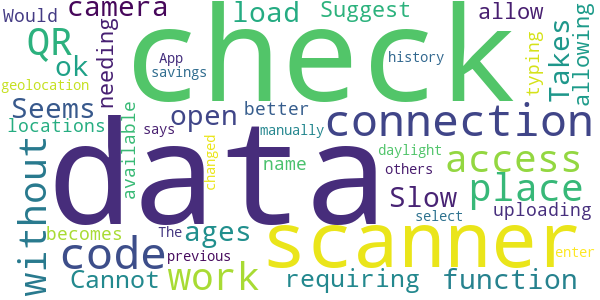 Would camera load Suggest allow
QR needing App savings check history typing Takes allowing
ok
geolocation
Seems open better connection
locations available says manually
without data changed name daylight access
others
Slow place
code The select uploading
becomes ages previous scanner
Cannot work requiring function enter